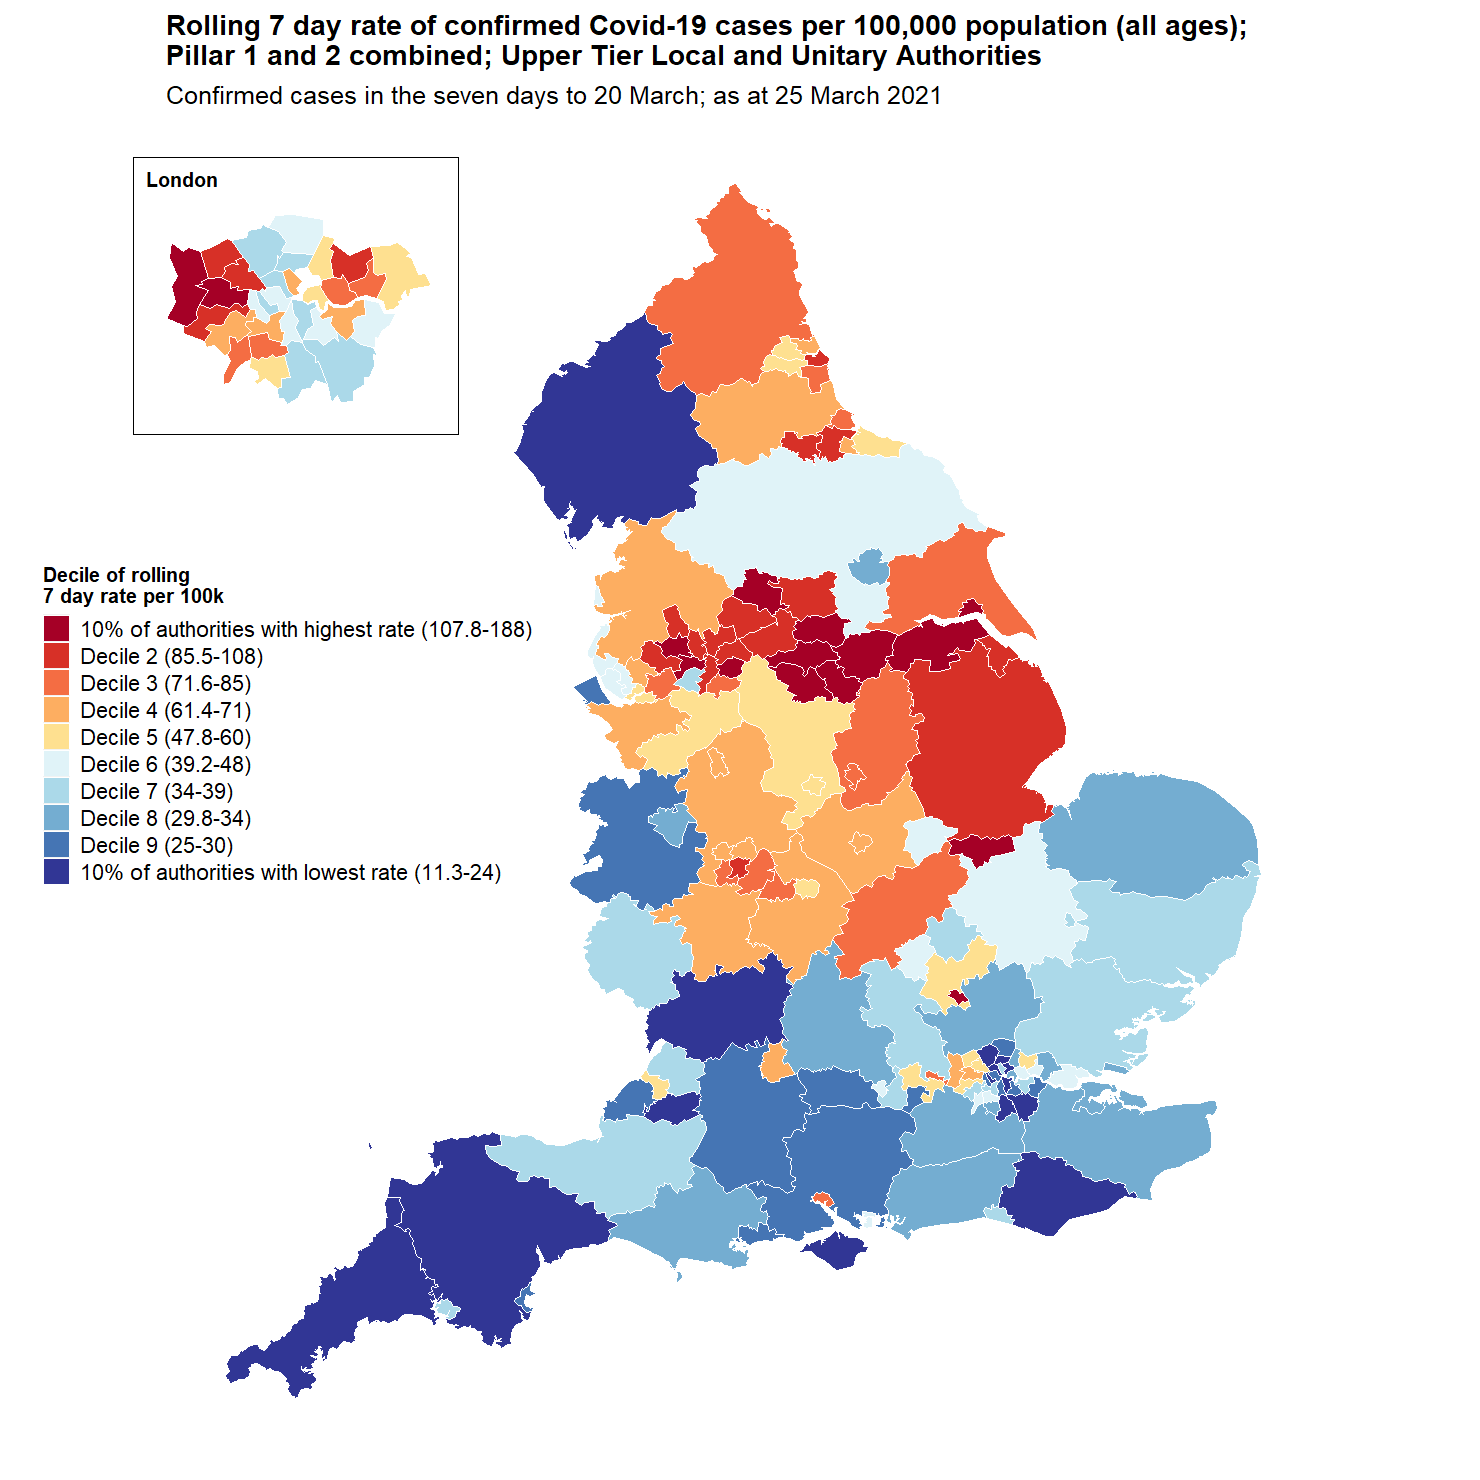 Rolling 7 day rate of confirmed Covid-19 cases per 100,000 population (all ages);
Pillar 1 and 2 combined; Upper Tier Local and Unitary Authorities
Confirmed cases in the seven days to 20 March; as at 25 March 2021
London
Decile of rolling
7 day rate per 100k
10% of authorities with highest rate (107.8-188)
Decile 2 (85.5-108)
Decile 3 (71.6-85)
Decile 4 (61.4-71)
Decile 5 (47.8-60)
Decile 6 (39.2-48)
Decile 7 (34-39)
Decile 8 (29.8-34)
Decile 9 (25-30)
10% of authorities with lowest rate (11.3-24)